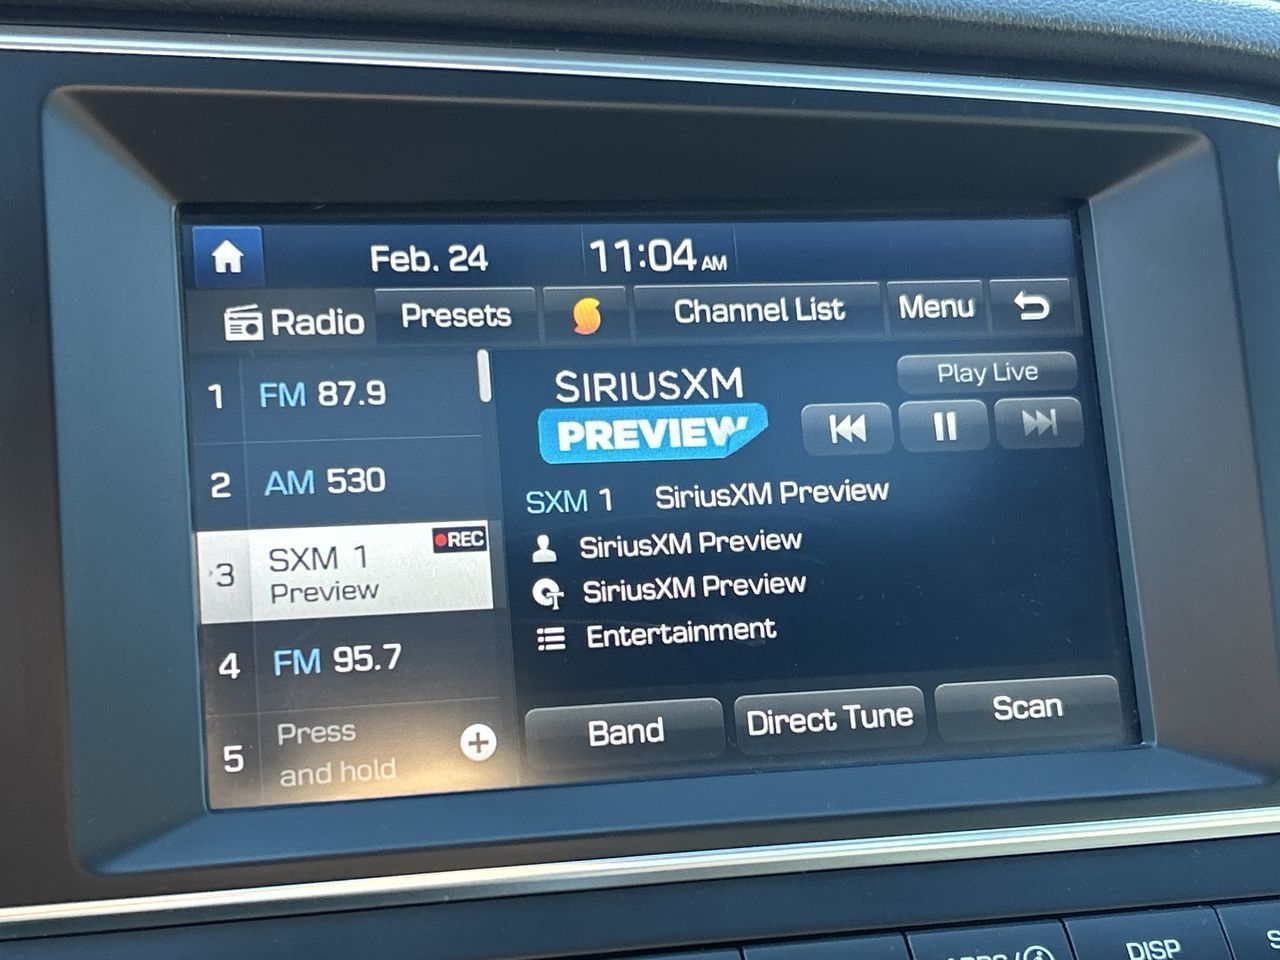 Feb. 24
11:04 AM
Radio
Presets
Channel List
Menu
1 FM 87.9
2 AM 530
3 SXM 1 REC
Preview
4 FM 95.7
5 Press
and hold
SIRIUSXM
PREVIEW
Play Live
SXM 1 SiriusXM Preview
SiriusXM Preview
SiriusXM Preview
Entertainment
Band
Direct Tune
Scan
DISP